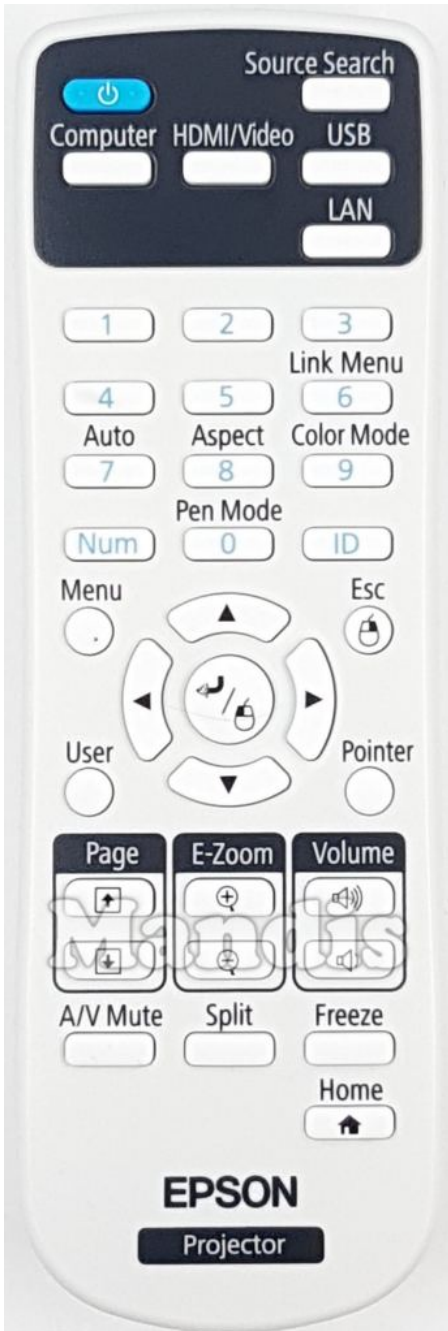 Source Search
Computer HDMI/Video USB
LAN
1 2 3
Link Menu
4 5 6
Auto Aspect Color Mode
7 8 9
Pen Mode
Num 0 ID
Menu Esc
User Pointer
Page E-Zoom Volume
Mandis
A/V Mute Split Freeze
Home
EPSON
Projector